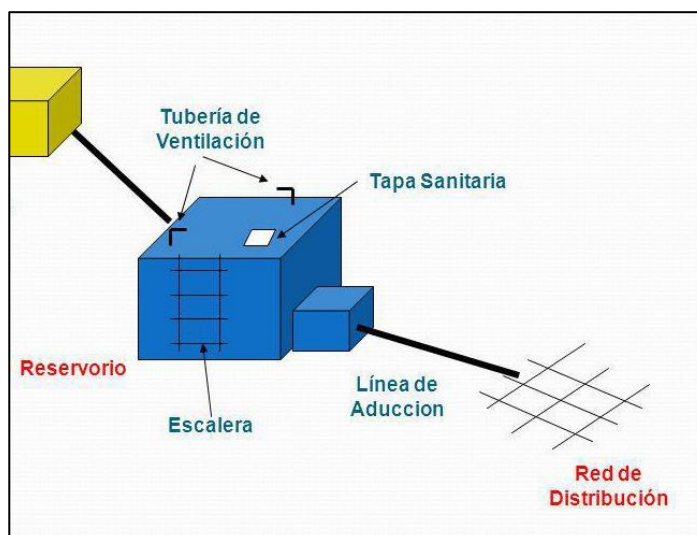 Tubería de
Ventilación
Tapa Sanitaria
Reservorio
Línea de
Aduccion
Escalera
Red de
Distribución